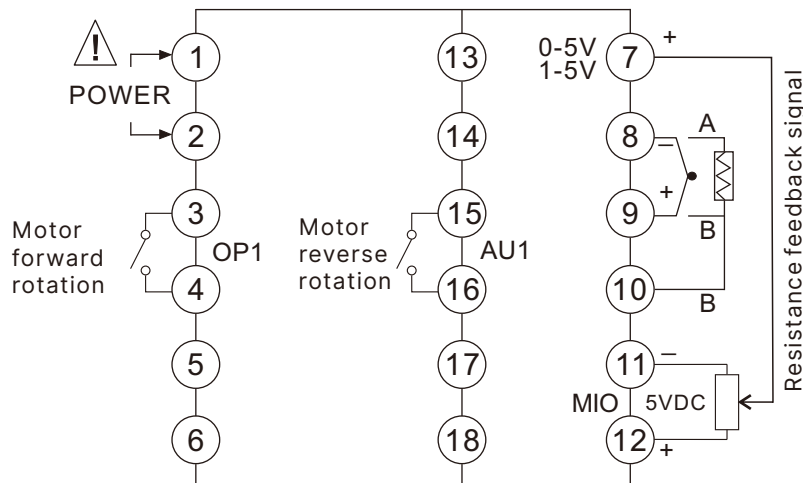 !
POWER
1
2
3
4
5
6
Motor
forward
rotation
OP1
13
14
15
16
17
18
Motor
reverse
rotation
AU1
0-5V
1-5V
7
8
9
10
11
12
+
−
+
A
B
B
−
+
MIO
5VDC
Resistance feedback siqnal